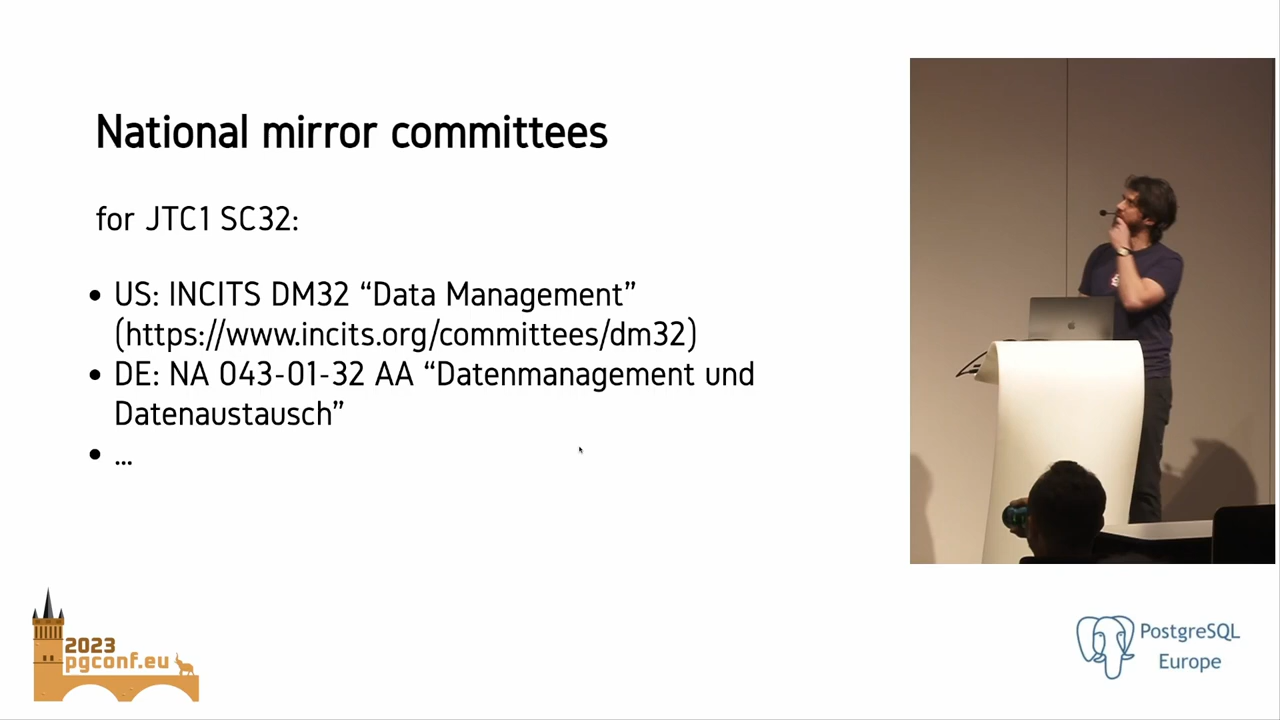 National mirror committees
for JTC1 SC32:
• US: INCITS DM32 “Data Management”
(https://www.incits.org/committees/dm32)
• DE: NA 043-01-32 AA “Datenmanagement und
Datenaustausch”
• ...
2023
pgconf.eu
PostgreSQL
Europe